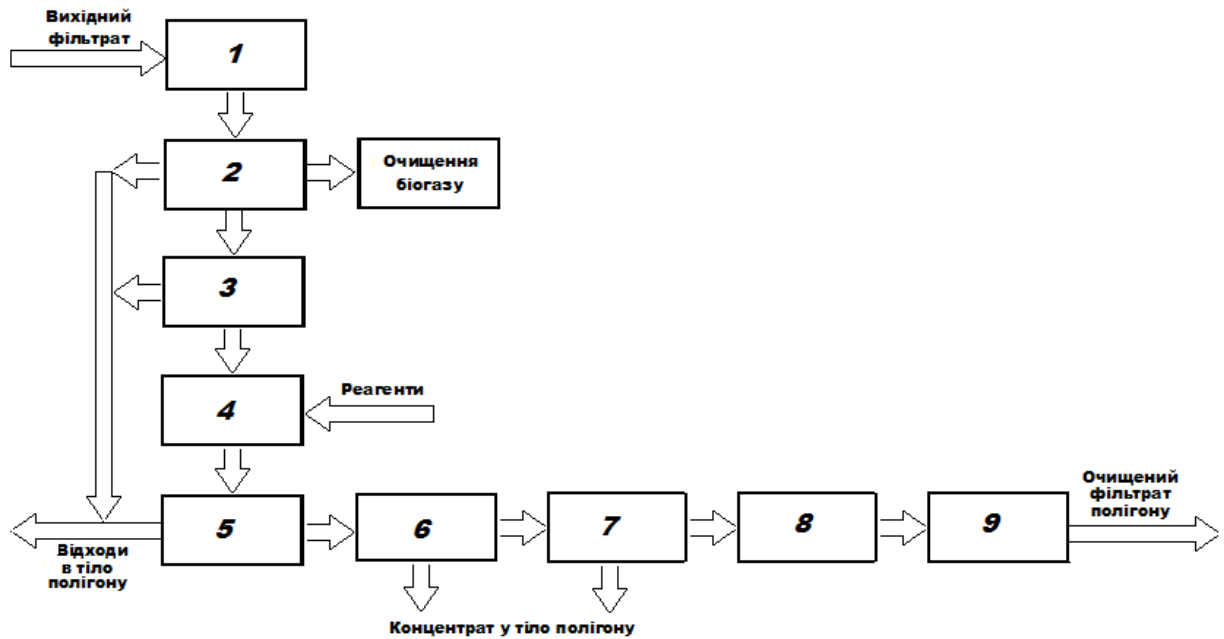 Вихідний
фільтрат
1
2
Очищення
біогазу
3
4
Реагенти
5
6
7
8
9
Очищений
фільтрат
полігону
Відходи
в тіло
полігону
Концентрат у тіло полігону